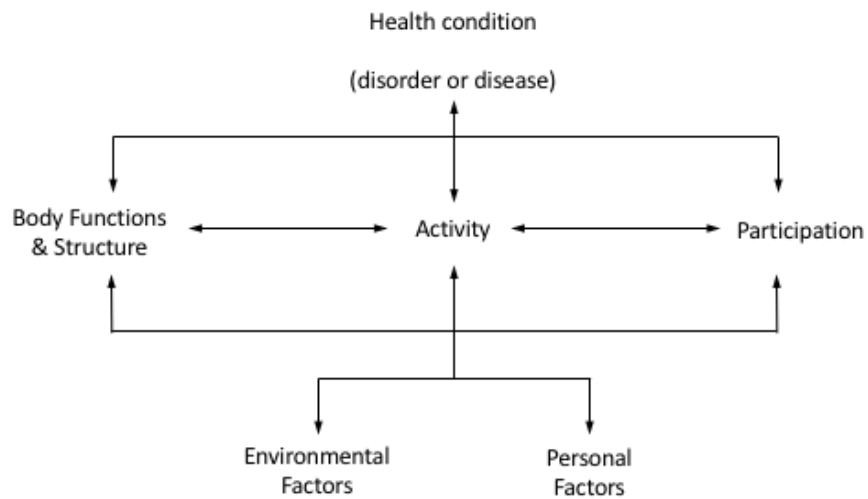 Health condition
(disorder or disease)
Body Functions
& Structure
Activity
Participation
Environmental
Factors
Personal
Factors